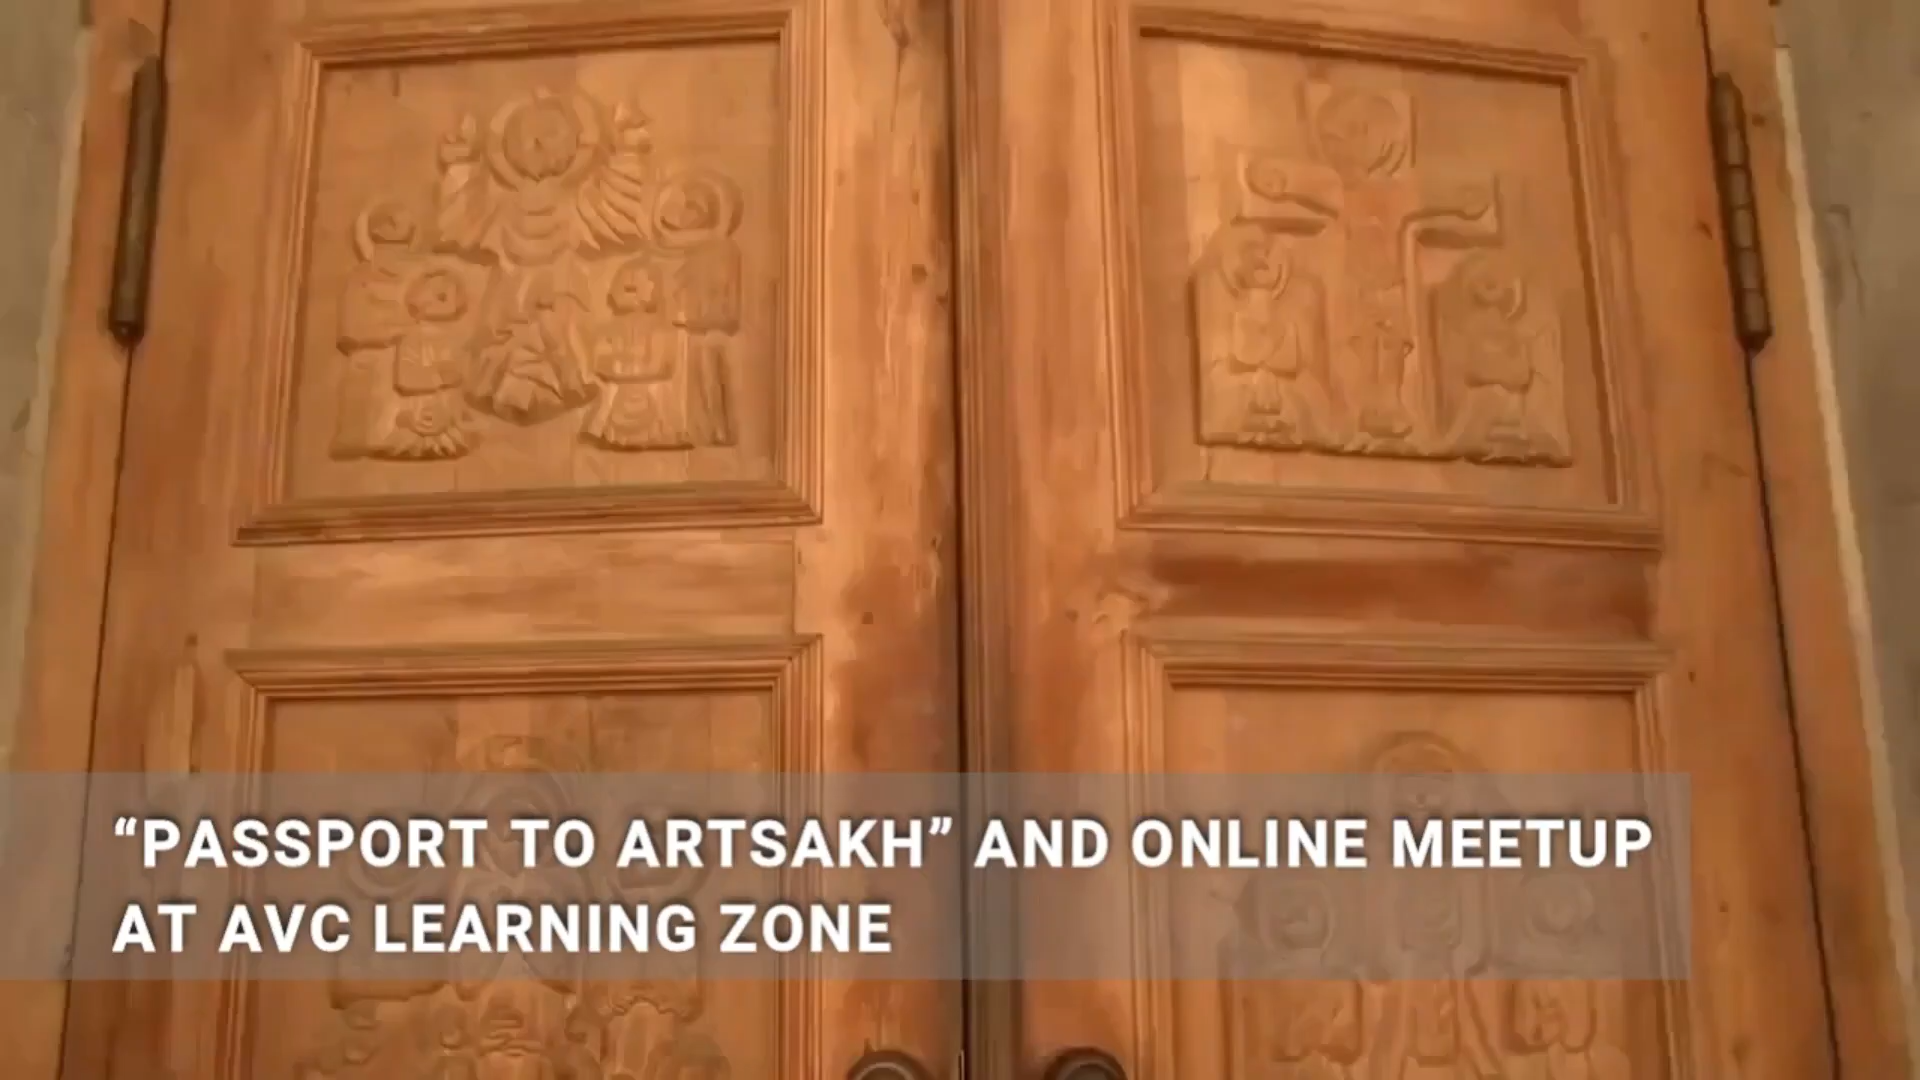 “PASSPORT TO ARTSAKH” AND ONLINE MEETUP
AT AVC LEARNING ZONE